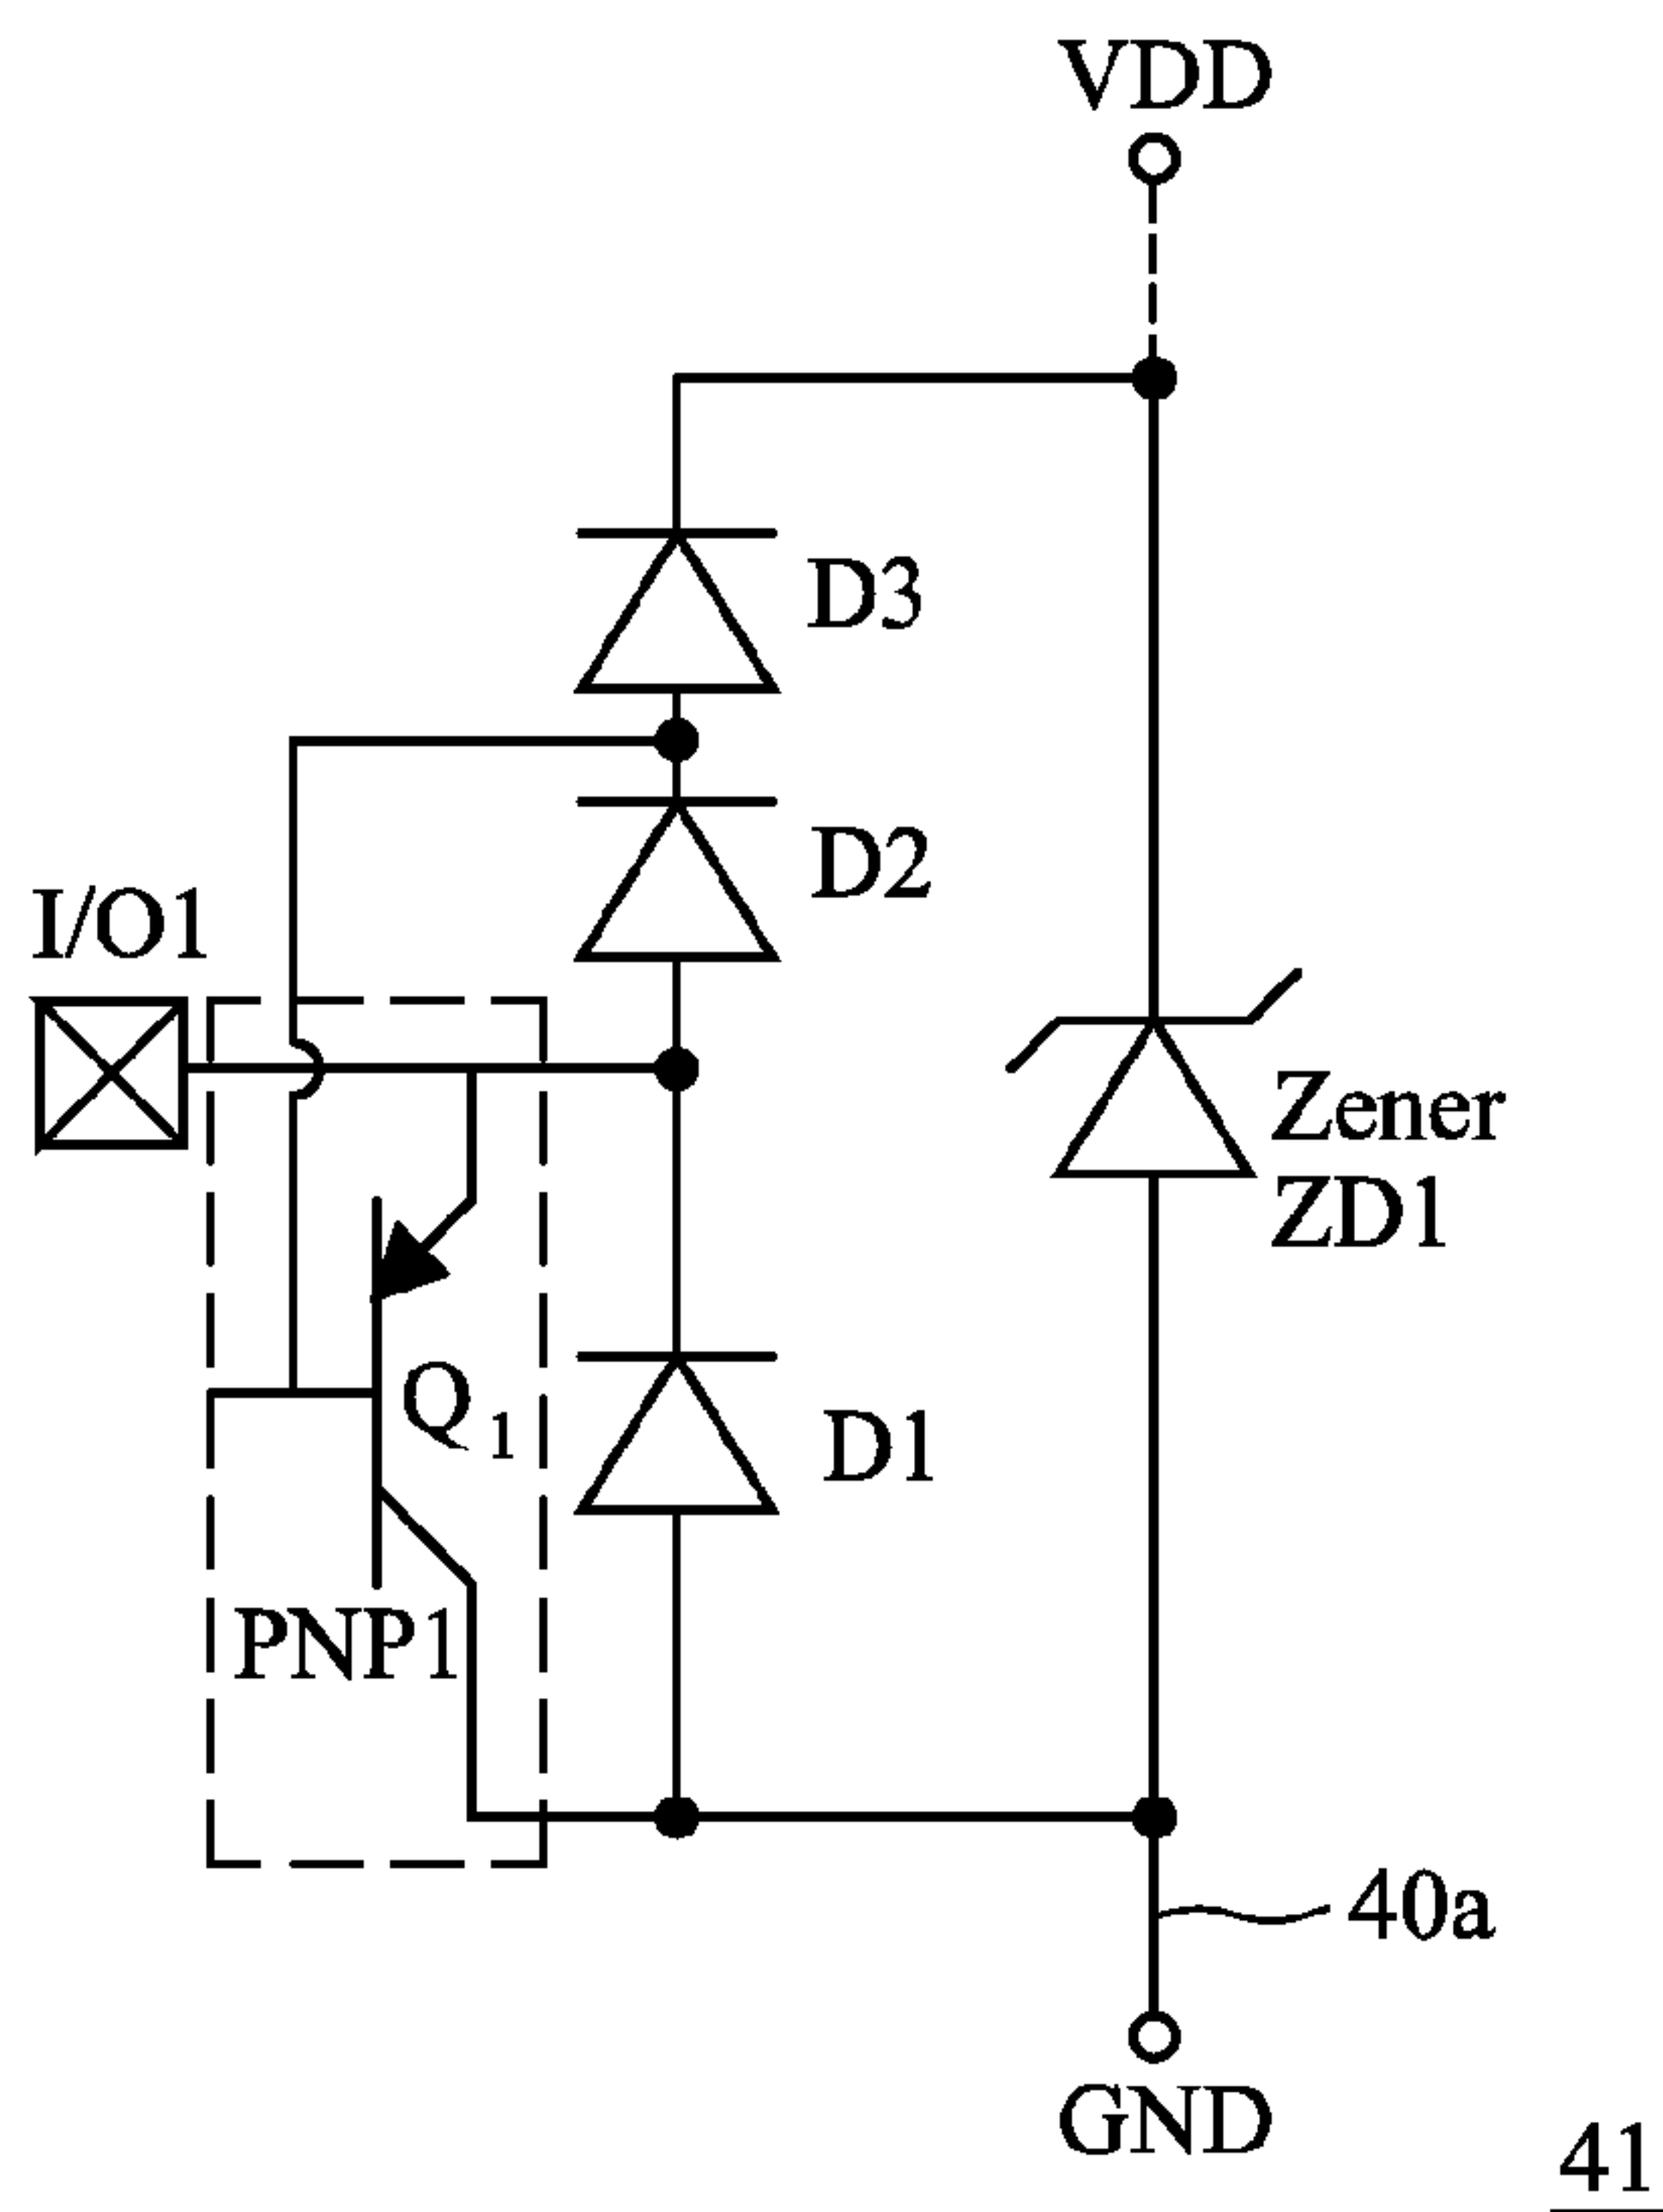 VDD
D3
D2
I/O1
Zener
ZD1
Q1
D1
PNP1
40a
GND
41